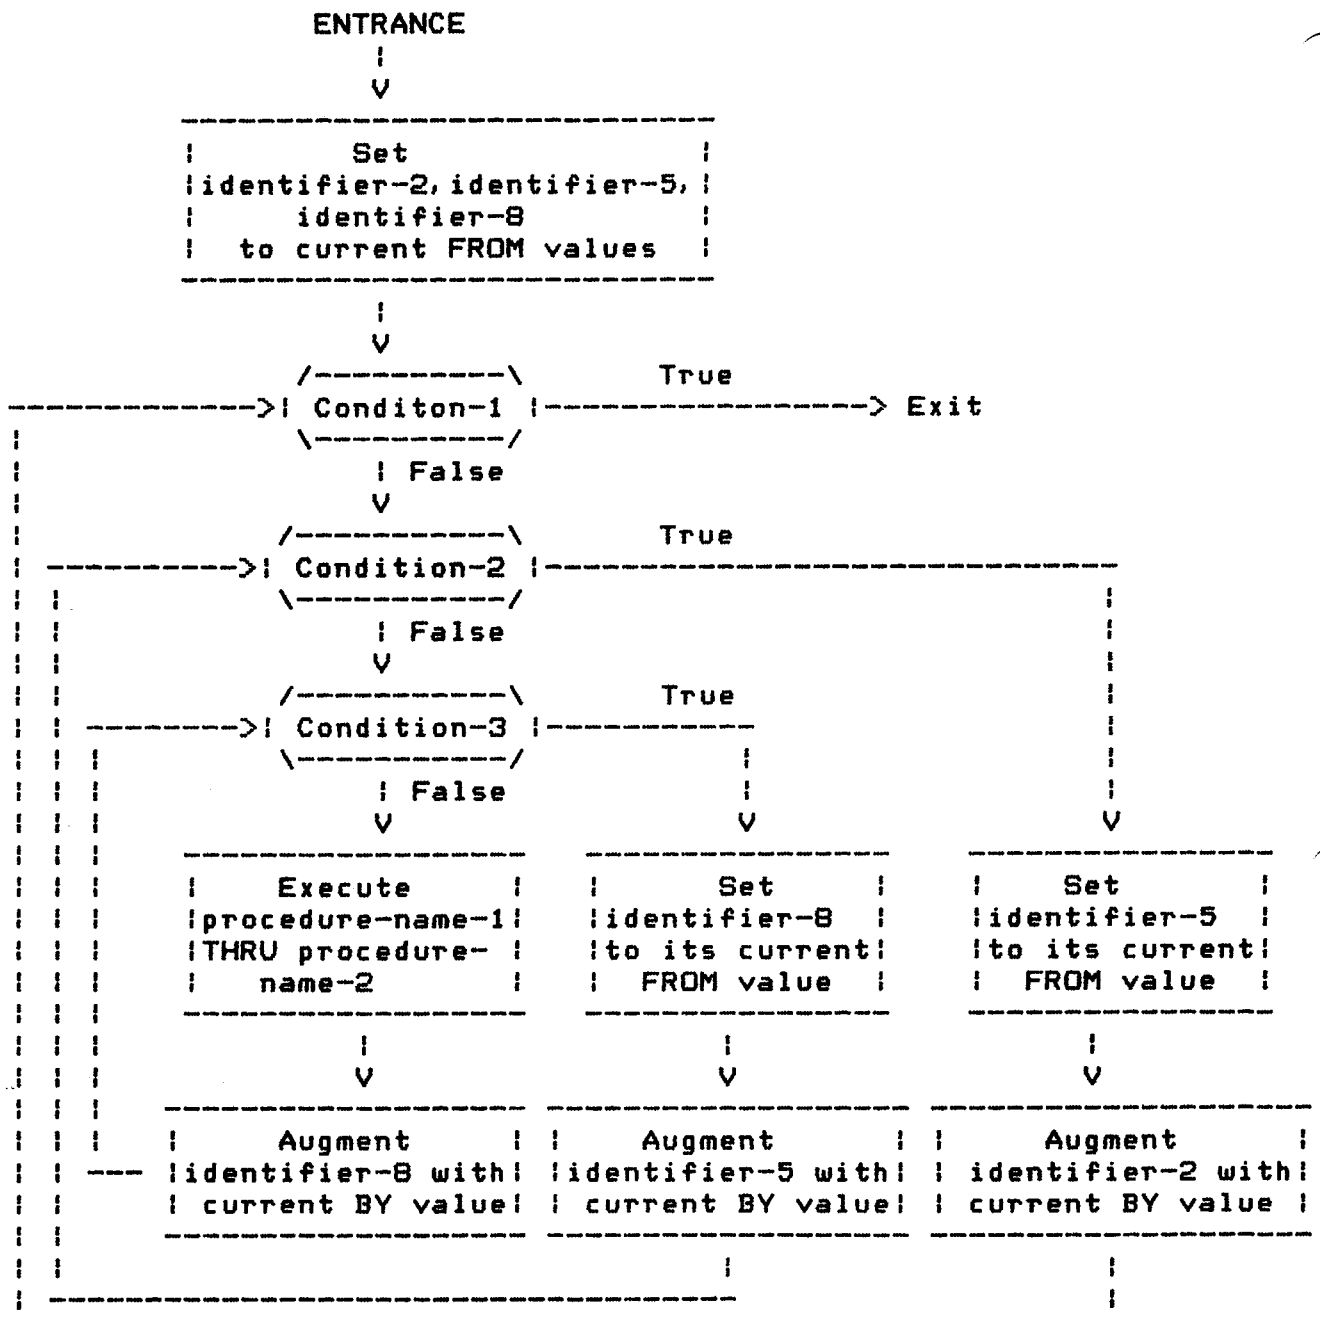 ENTRANCE
Set
identifier-2, identifier-5,
identifier-8
to current FROM values
True
Conditon-1
Exit
False
True
Condition-2
False
True
Condition-3
False
Execute
procedure-name-1
THRU procedure-
name-2
Set
identifier-8
to its current
FROM value
Set
identifier-5
to its current
FROM value
Augment
identifier-8 with
current BY value
Augment
identifier-5 with
current BY value
Augment
identifier-2 with
current BY value